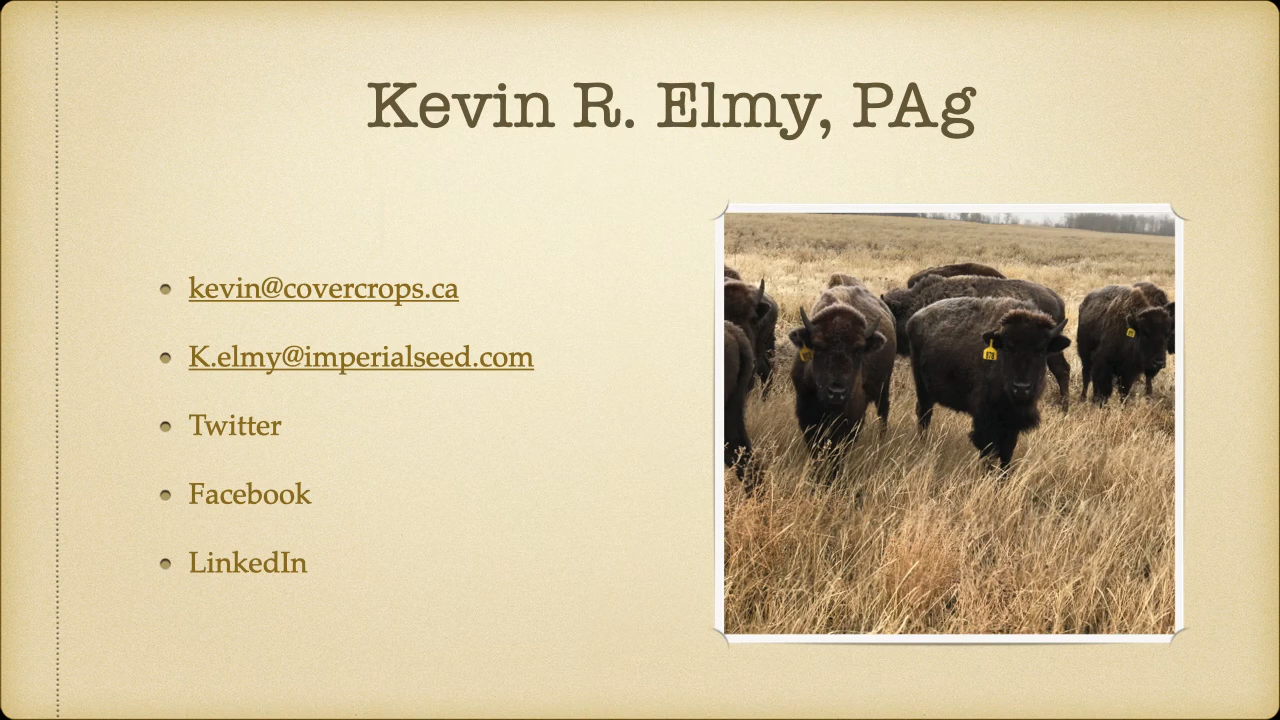 Kevin R. Elmy, PAg
kevin@covercrops.ca
K.elmy@imperialseed.com
Twitter
Facebook
LinkedIn